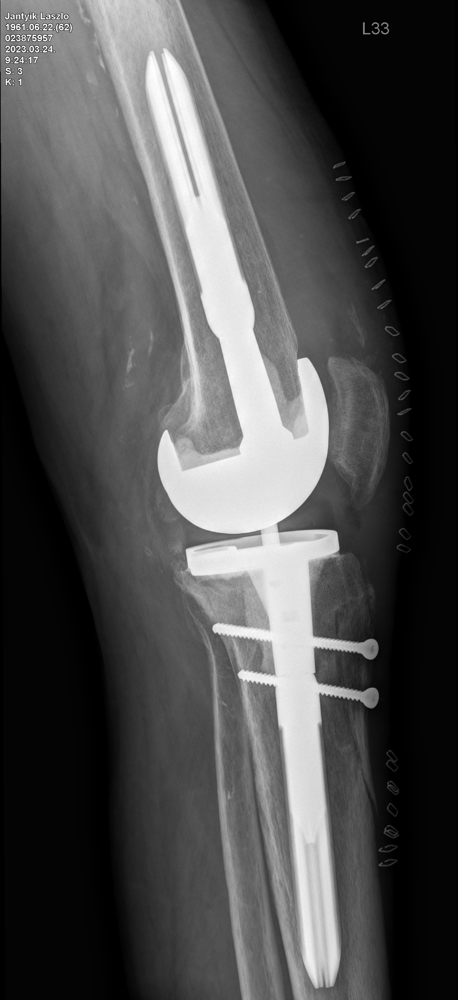 Jantyik Laszlo
1961.06.22.(62)
023875957
2023.03.24.
9:24:17
S: 3
K: 1
L33